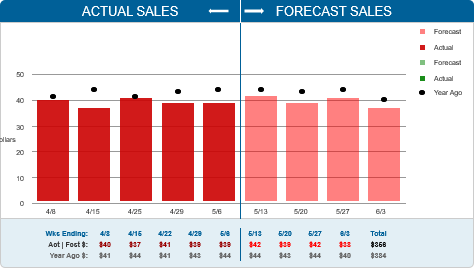 ACTUAL SALES
FORECAST SALES
Forecast
Actual
Forecast
Actual
Year Ago
50
40
30
20
10
0
ollars
4/8 4/15 4/25 4/29 5/6 5/13 5/20 5/27 6/3
Wks Ending: 4/8 4/15 4/22 4/29 5/6 5/13 5/20 5/27 6/3 Total
Act | Fcst $: $40 $37 $41 $39 $39 $42 $39 $42 $38 $356
Year Ago $: $41 $44 $41 $43 $44 $44 $43 $44 $40 $384